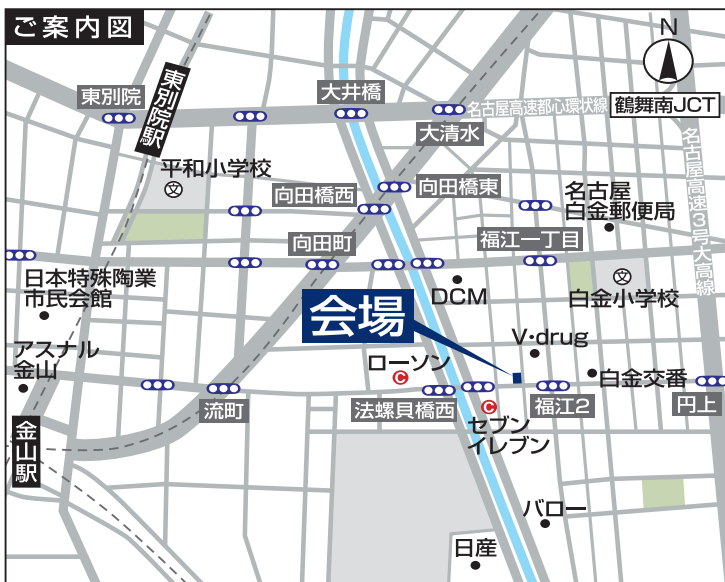 ご案内図
N
鶴舞南JCT
東別院
東別院駅
大井橋
大清水
名古屋高速都心環状線
名古屋高速3号大高線
平和小学校
文
向田橋西
向田橋東
名古屋
白金郵便局
向田町
福江一丁目
日本特殊陶業
市民会館
DCM
文
白金小学校
会場
V・drug
アスナル
金山
ローソン
C
白金交番
流町
法螺貝橋西
C
セブン
イレブン
福江2
円上
金山駅
バロー
日産